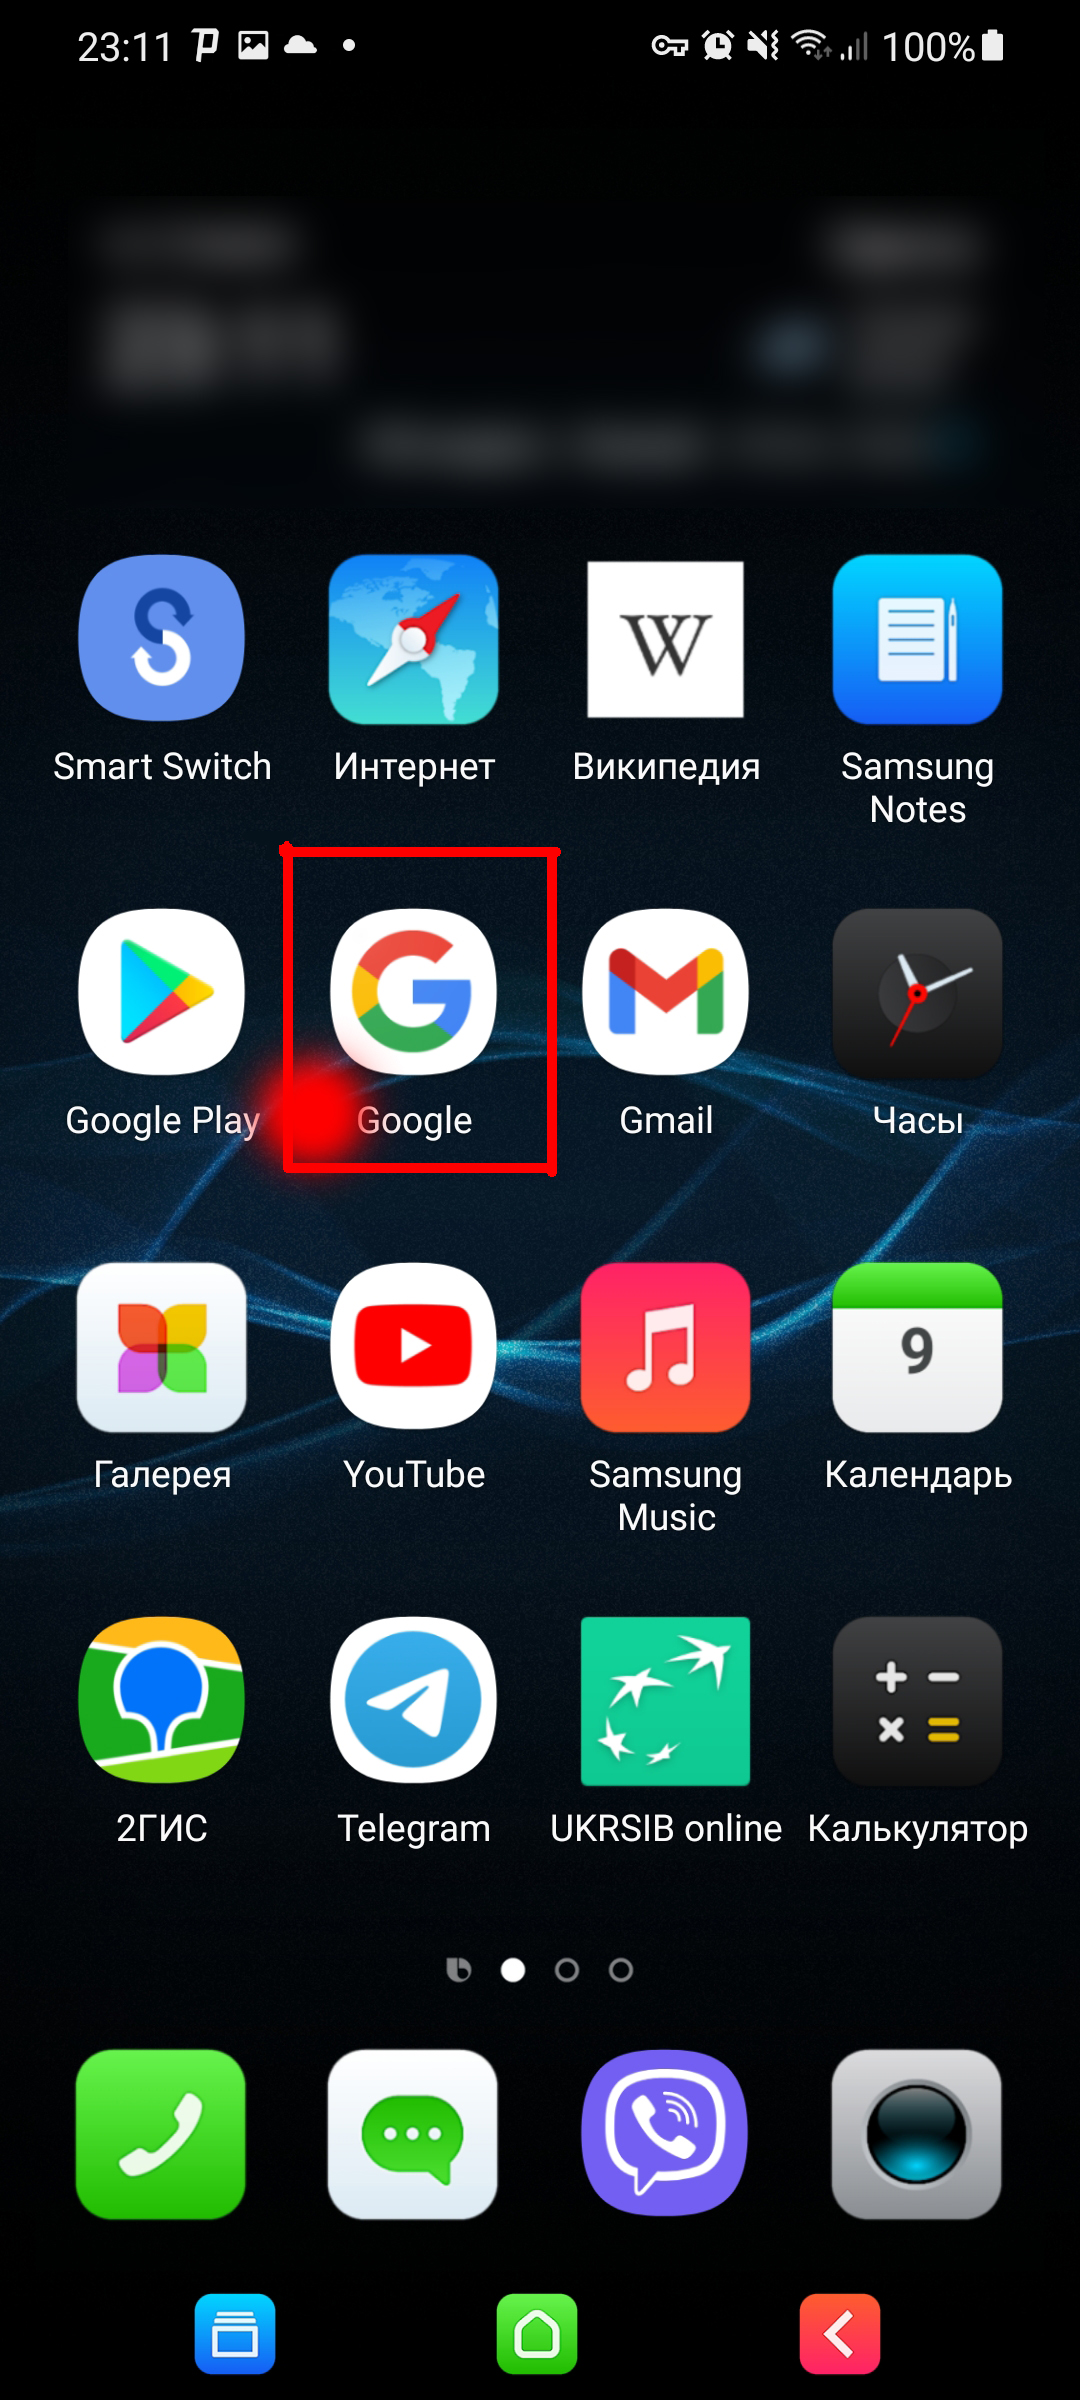 23:11 100%
Smart Switch Интернет Википедия Samsung Notes
Google Play Google Gmail Часы
9
Галерея YouTube Samsung Music Календарь
2ГИС Telegram UKRSIB online Калькулятор